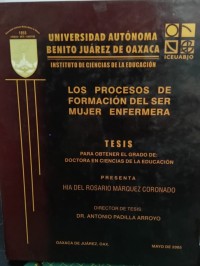 UNIVERSIDAD AUTÓNOMA
BENITO JUÁREZ DE OAXACA
INSTITUTO DE CIENCIAS DE LA EDUCACIÓN
ICEUABJO
LOS PROCESOS DE
FORMACIÓN DEL SER
MUJER ENFERMERA
TESIS
PARA OBTENER EL GRADO DE:
DOCTORA EN CIENCIAS DE LA EDUCACIÓN
PRESENTA
HIA DEL ROSARIO MÁRQUEZ CORONADO
DIRECTOR DE TESIS:
DR. ANTONIO PADILLA ARROYO
OAXACA DE JUÁREZ, OAX.
MAYO DE